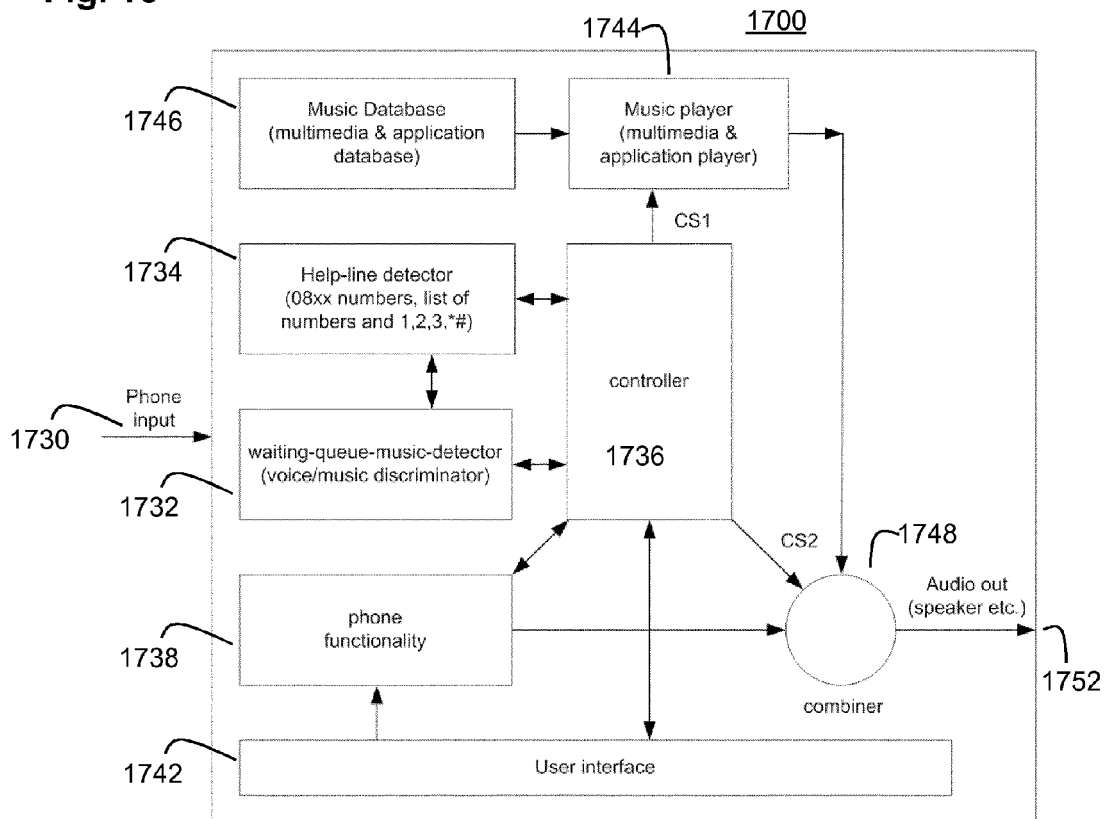 1744
1700
1746
Music Database
(multimedia & application
database)
Music player
(multimedia &
application player)
CS1
1734
Help-line detector
(08xx numbers, list of
numbers and 1,2,3,*#)
controller
1736
Phone
input
1730
waiting-queue-music-detector
(voice/music discriminator)
1732
CS2
1748
Audio out
(speaker etc.)
phone
functionality
1738
1752
combiner
1742
User interface